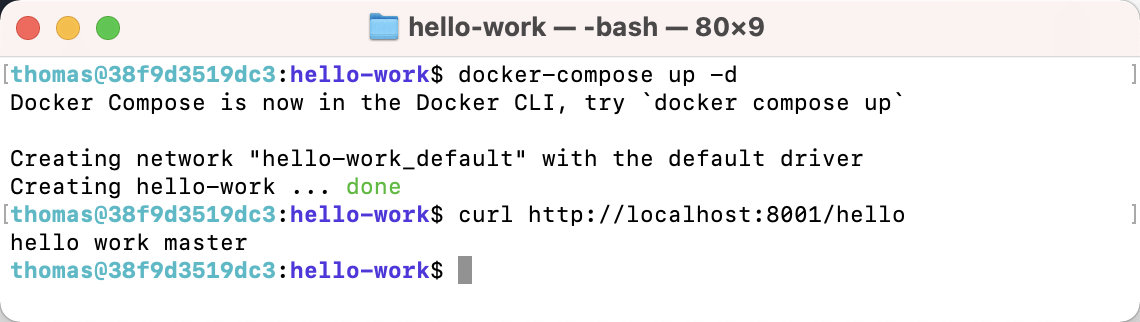 hello-work — -bash — 80×9
[thomas@38f9d3519dc3:hello-work$ docker-compose up -d ]
Docker Compose is now in the Docker CLI, try `docker compose up`
Creating network "hello-work_default" with the default driver
Creating hello-work ... done
[thomas@38f9d3519dc3:hello-work$ curl http://localhost:8001/hello ]
hello work master
thomas@38f9d3519dc3:hello-work$